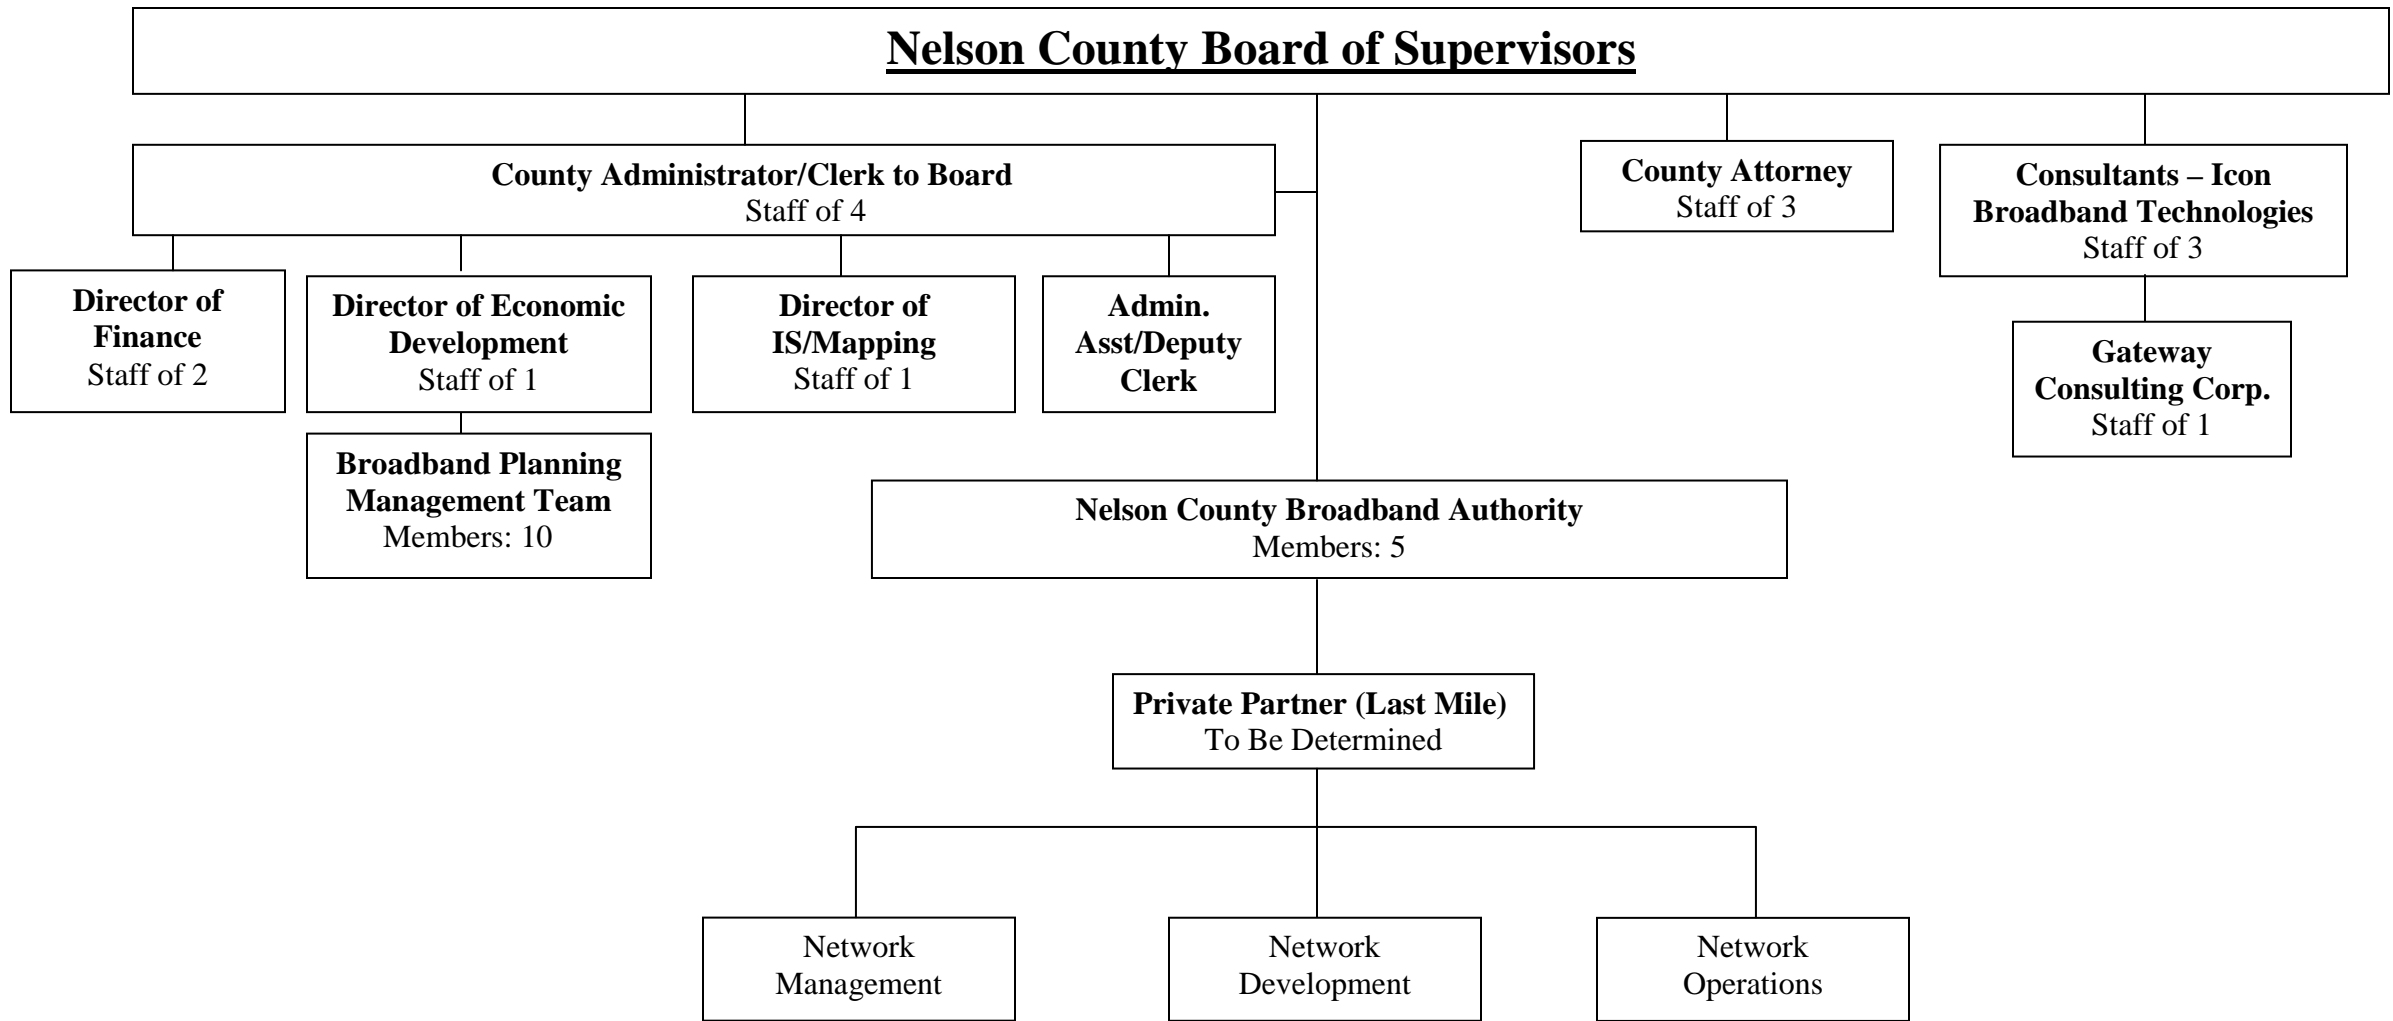 Nelson County Board of Supervisors
County Administrator/Clerk to Board
Staff of 4
County Attorney
Staff of 3
Consultants – Icon
Broadband Technologies
Staff of 3
Director of
Finance
Staff of 2
Director of Economic
Development
Staff of 1
Director of
IS/Mapping
Staff of 1
Admin.
Asst/Deputy
Clerk
Gateway
Consulting Corp.
Staff of 1
Broadband Planning
Management Team
Members: 10
Nelson County Broadband Authority
Members: 5
Private Partner (Last Mile)
To Be Determined
Network
Management
Network
Development
Network
Operations